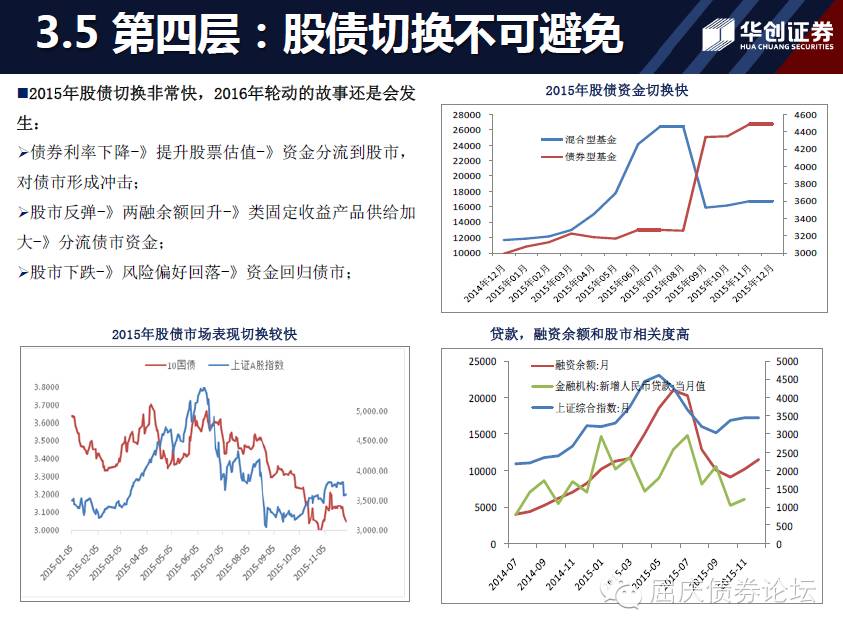 3.5 第四层：股债切换不可避免
华创证券
HUA CHUANG SECURITIES
■2015年股债切换非常快，2016年轮动的故事还是会发
生：
➢债券利率下降-》提升股票估值-》资金分流到股市，
对债市形成冲击；
➢股市反弹-》两融余额回升-》类固定收益产品供给加
大-》分流债市资金；
➢股市下跌-》风险偏好回落-》资金回归债市；
2015年股债资金切换快
28000
26000
24000
22000
20000
18000
16000
14000
12000
10000
混合型基金
债券型基金
4600
4400
4200
4000
3800
3600
3400
3200
3000
2014年12月
2015年01月
2015年02月
2015年03月
2015年04月
2015年05月
2015年06月
2015年07月
2015年08月
2015年09月
2015年10月
2015年11月
2015年12月
2015年股债市场表现切换较快
10国债
上证A股指数
3.8000
3.7000
3.6000
3.5000
3.4000
3.3000
3.2000
3.1000
3.0000
5,000.00
4,500.00
4,000.00
3,500.00
3,000.00
2015-01-05
2015-02-05
2015-03-05
2015-04-05
2015-05-05
2015-06-05
2015-07-05
2015-08-05
2015-09-05
2015-10-05
2015-11-05
贷款，融资余额和股市相关度高
25000
20000
15000
10000
5000
0
融资余额:月
金融机构:新增人民币贷款:当月值
上证综合指数:月
5000
4500
4000
3500
3000
2500
2000
1500
1000
500
0
2014-07
2014-09
2014-11
2015-01
2015-03
2015-05
2015-07
2015-09
2015-11
屈庆债券论坛